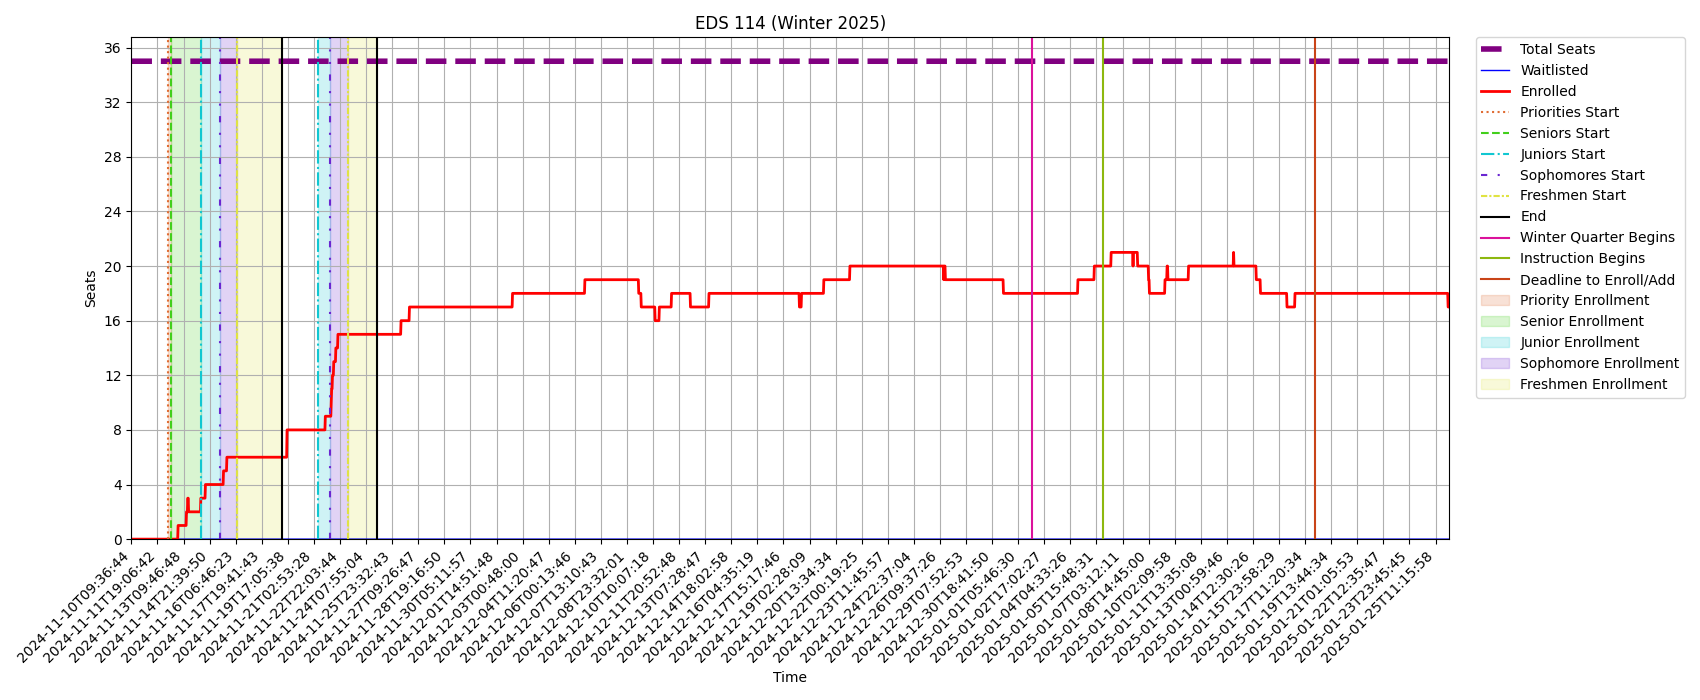 EDS 114 (Winter 2025)
36
32
28
24
20
16
12
8
4
0
Seats
2024-11-10T09:36:44
2024-11-11T19:06:42
2024-11-13T09:46:48
2024-11-14T21:39:50
2024-11-16T06:46:23
2024-11-17T19:41:43
2024-11-19T17:05:38
2024-11-21T02:53:28
2024-11-22T22:03:44
2024-11-24T07:55:04
2024-11-25T23:32:43
2024-11-27T09:26:47
2024-11-28T19:16:50
2024-11-30T05:11:57
2024-12-01T14:51:48
2024-12-03T00:48:00
2024-12-04T11:20:47
2024-12-06T00:13:46
2024-12-07T13:10:43
2024-12-08T23:32:01
2024-12-10T10:07:18
2024-12-11T20:52:48
2024-12-13T07:28:47
2024-12-14T18:02:58
2024-12-16T04:35:19
2024-12-17T15:17:46
2024-12-19T02:28:09
2024-12-20T13:34:34
2024-12-22T00:19:25
2024-12-23T11:45:57
2024-12-24T22:37:04
2024-12-26T09:37:26
2024-12-29T07:52:53
2024-12-30T18:41:50
2025-01-01T05:46:30
2025-01-02T17:02:27
2025-01-04T04:33:26
2025-01-05T15:48:31
2025-01-07T03:12:11
2025-01-08T14:45:00
2025-01-10T02:09:58
2025-01-11T13:35:08
2025-01-13T00:59:46
2025-01-14T12:30:26
2025-01-15T23:58:29
2025-01-17T11:20:34
2025-01-19T13:44:34
2025-01-21T01:05:53
2025-01-22T12:35:47
2025-01-23T23:45:45
2025-01-25T11:15:58
Time
Total Seats
Waitlisted
Enrolled
Priorities Start
Seniors Start
Juniors Start
Sophomores Start
Freshmen Start
End
Winter Quarter Begins
Instruction Begins
Deadline to Enroll/Add
Priority Enrollment
Senior Enrollment
Junior Enrollment
Sophomore Enrollment
Freshmen Enrollment